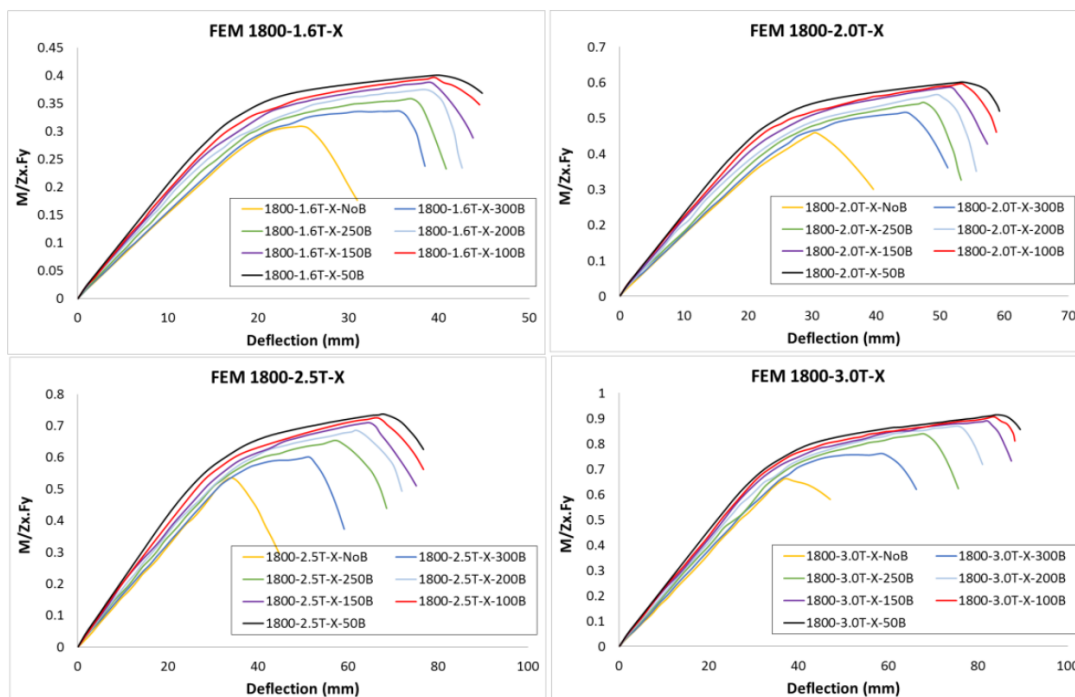 FEM 1800-1.6T-X
M/Zx.Fy
0.45
0.4
0.35
0.3
0.25
0.2
0.15
0.1
0.05
0
1800-1.6T-X-NoB 1800-1.6T-X-300B
1800-1.6T-X-250B 1800-1.6T-X-200B
1800-1.6T-X-150B 1800-1.6T-X-100B
1800-1.6T-X-50B
0 10 20 30 40 50
Deflection (mm)
FEM 1800-2.0T-X
M/Zx.Fy
0.7
0.6
0.5
0.4
0.3
0.2
0.1
0
1800-2.0T-X-NoB 1800-2.0T-X-300B
1800-2.0T-X-250B 1800-2.0T-X-200B
1800-2.0T-X-150B 1800-2.0T-X-100B
1800-2.0T-X-50B
0 10 20 30 40 50 60 70
Deflection (mm)
FEM 1800-2.5T-X
M/Zx.Fy
0.8
0.7
0.6
0.5
0.4
0.3
0.2
0.1
0
1800-2.5T-X-NoB 1800-2.5T-X-300B
1800-2.5T-X-250B 1800-2.5T-X-200B
1800-2.5T-X-150B 1800-2.5T-X-100B
1800-2.5T-X-50B
0 20 40 60 80 100
Deflection (mm)
FEM 1800-3.0T-X
M/Zx.Fy
1
0.9
0.8
0.7
0.6
0.5
0.4
0.3
0.2
0.1
0
1800-3.0T-X-NoB 1800-3.0T-X-300B
1800-3.0T-X-250B 1800-3.0T-X-200B
1800-3.0T-X-150B 1800-3.0T-X-100B
1800-3.0T-X-50B
0 20 40 60 80 100
Deflection (mm)